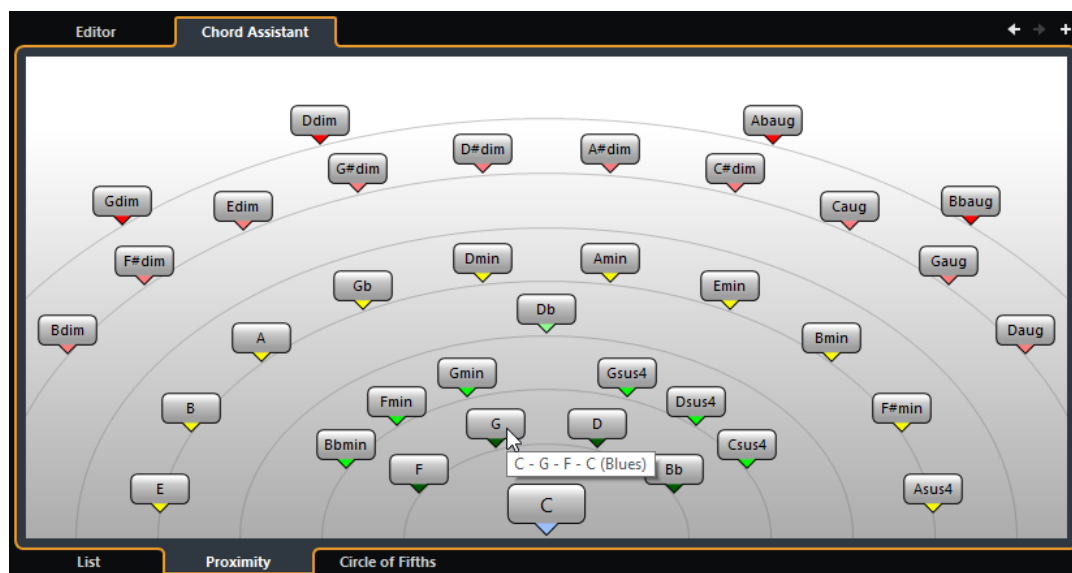 Editor Chord Assistant
Ddim Abaug
D#dim A#dim
G#dim C#dim
Gdim Edim Caug Bbaug
F#dim Dmin Amin Gaug
Gb Emin
Db
Bdim A Bmin Daug
Gmin Gsus4
B Fmin Dsus4 F#min
G D
Bbmin Csus4
C - G - F - C (Blues)
F Bb
E Asus4
C
List Proximity Circle of Fifths